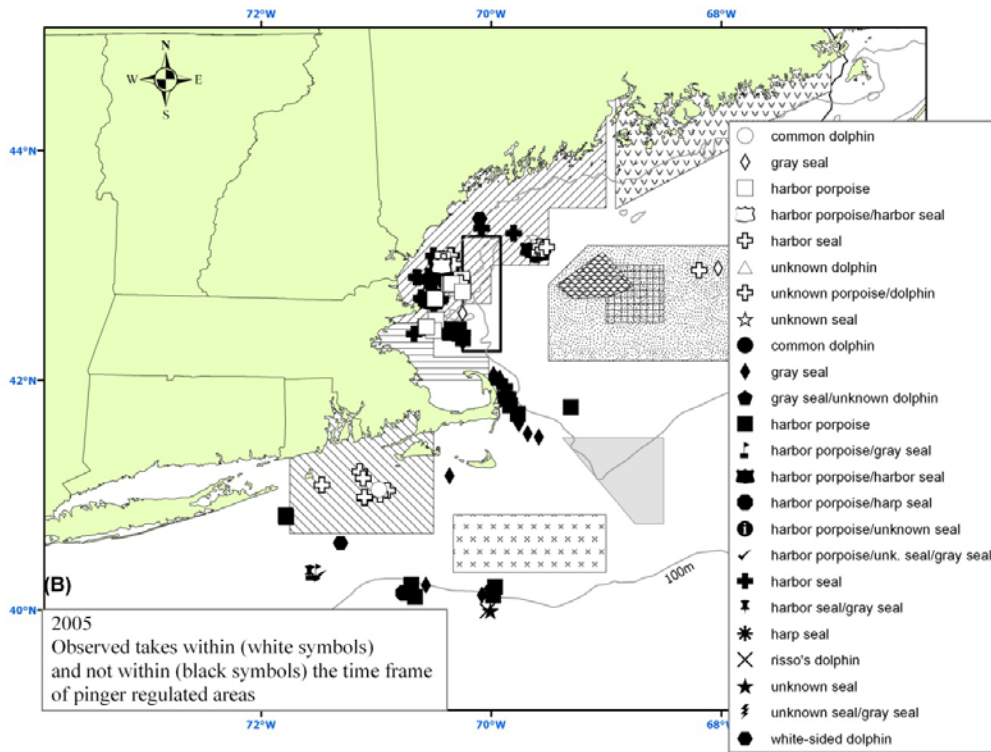 72°W 70°W 68°W
N
W E
S
44°N
42°N
40°N
44°N
42°N
40°N
common dolphin
gray seal
harbor porpoise
harbor porpoise/harbor seal
harbor seal
unknown dolphin
unknown porpoise/dolphin
unknown seal
common dolphin
gray seal
gray seal/unknown dolphin
harbor porpoise
harbor porpoise/gray seal
harbor porpoise/harbor seal
harbor porpoise/harp seal
harbor porpoise/unknown seal
harbor porpoise/unk. seal/gray seal
harbor seal
harbor seal/gray seal
harp seal
risso's dolphin
unknown seal
unknown seal/gray seal
white-sided dolphin
100m
(B)
2005
Observed takes within (white symbols)
and not within (black symbols) the time frame
of pinger regulated areas
72°W 70°W 68°W